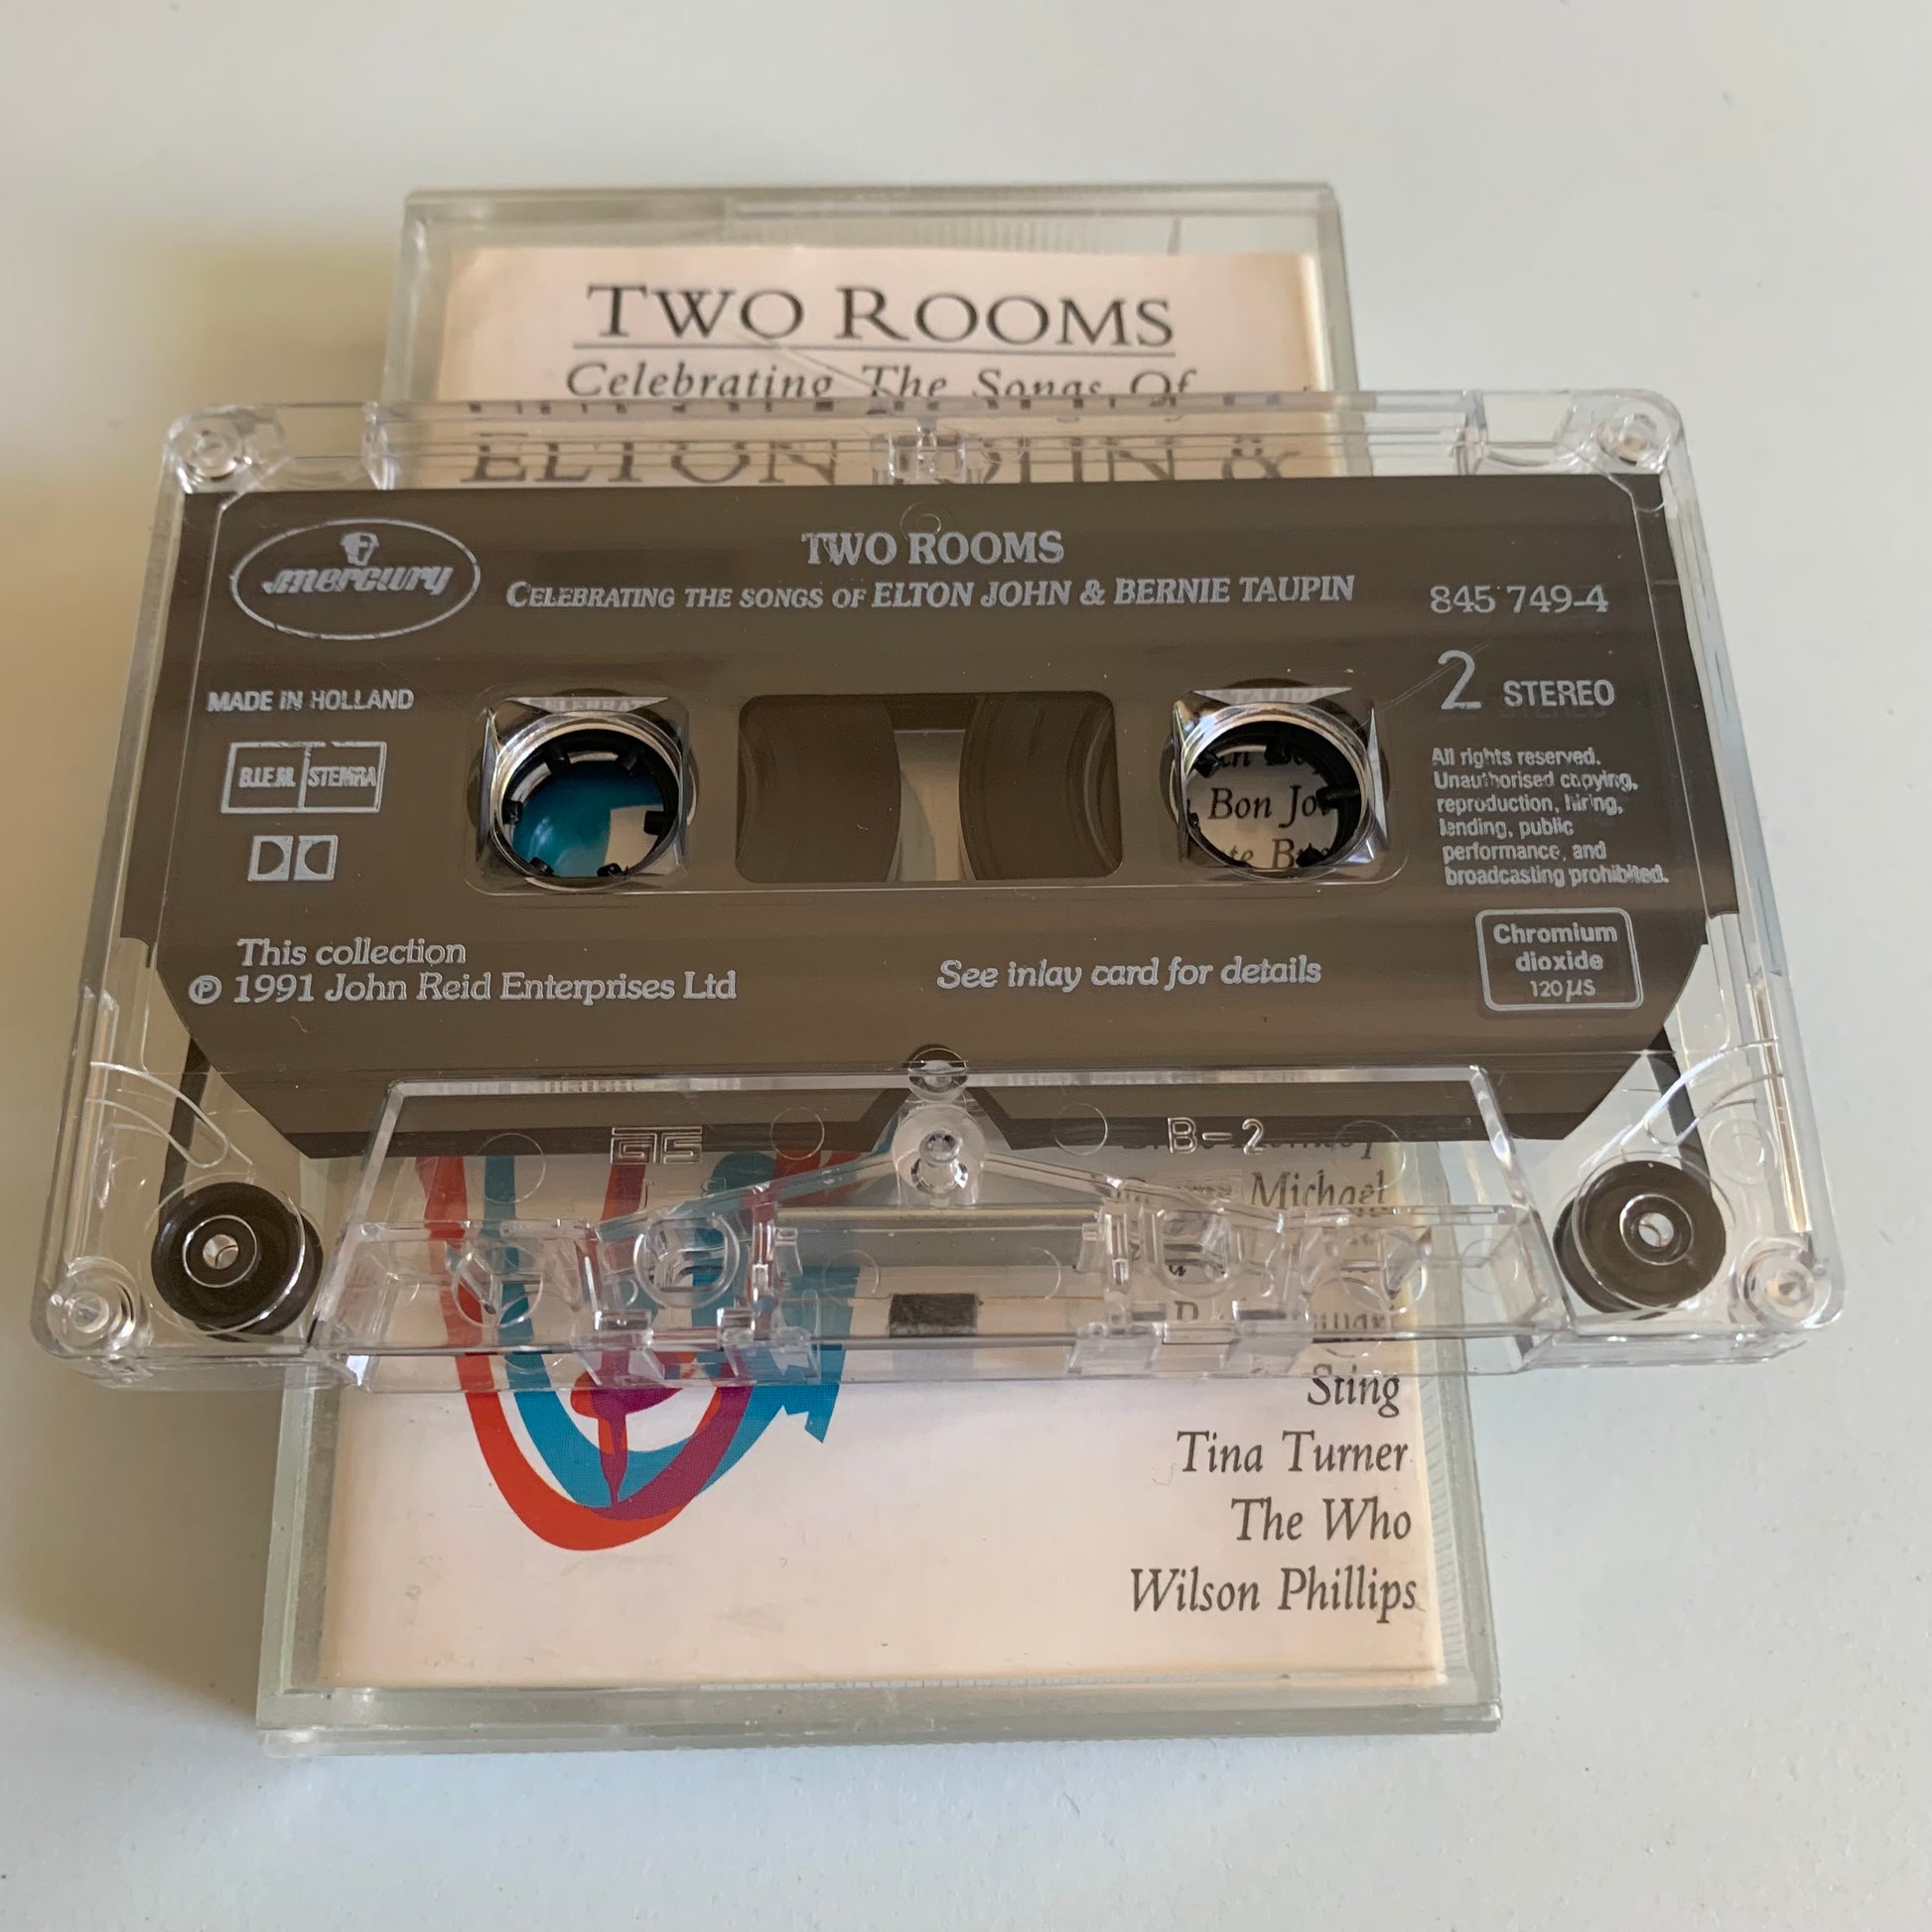 TWO ROOMS
Celebrating The Songs Of
ELTON JOHN &
mercury
TWO ROOMS
CELEBRATING THE SONGS OF ELTON JOHN & BERNIE TAUPIN
845 749-4
MADE IN HOLLAND
2 STEREO
B.I.E.M. STEMRA
All rights reserved.
Unauthorised copying,
reproduction, hiring,
lending, public
performance, and
broadcasting prohibited.
Bon Jo
Chromium
dioxide
120 µS
This collection
℗ 1991 John Reid Enterprises Ltd
See inlay card for details
B-2
Michael
Sting
Tina Turner
The Who
Wilson Phillips